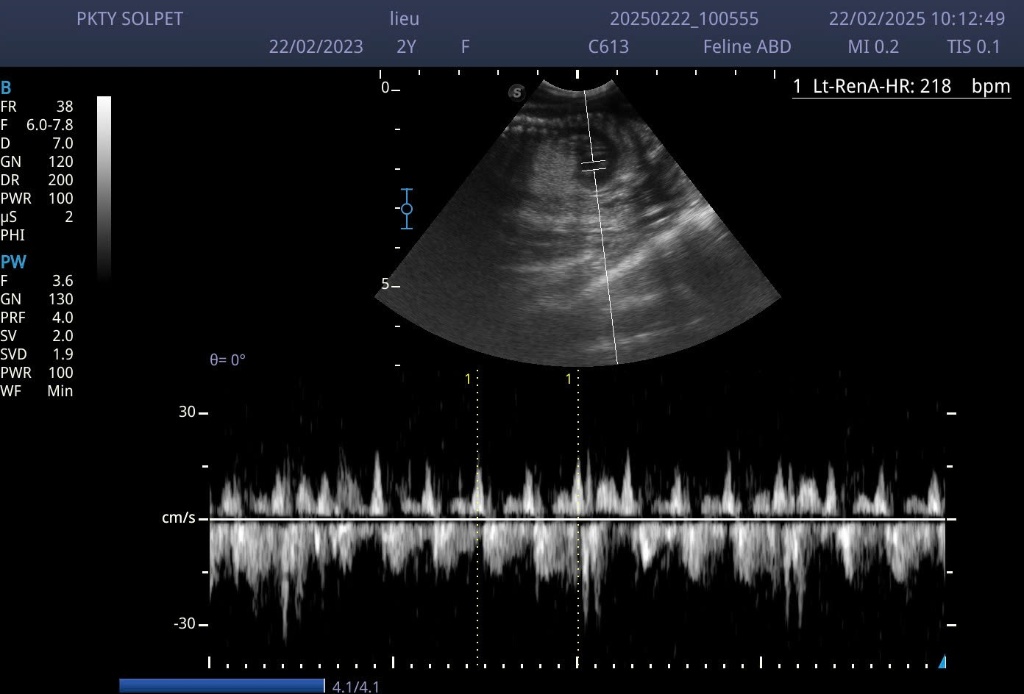 PKTY SOLPET lieu 20250222_100555 22/02/2025 10:12:49
22/02/2023 2Y F C613 Feline ABD MI 0.2 TIS 0.1
B
FR 38
F 6.0-7.8
D 7.0
GN 120
DR 200
PWR 100
µS 2
PHI
PW
F 3.6
GN 130
PRF 4.0
SV 2.0
SVD 1.9
PWR 100
WF Min
0
S
1 Lt-RenA-HR: 218 bpm
5
θ= 0°
1 1
30
cm/s
-30
4.1/4.1